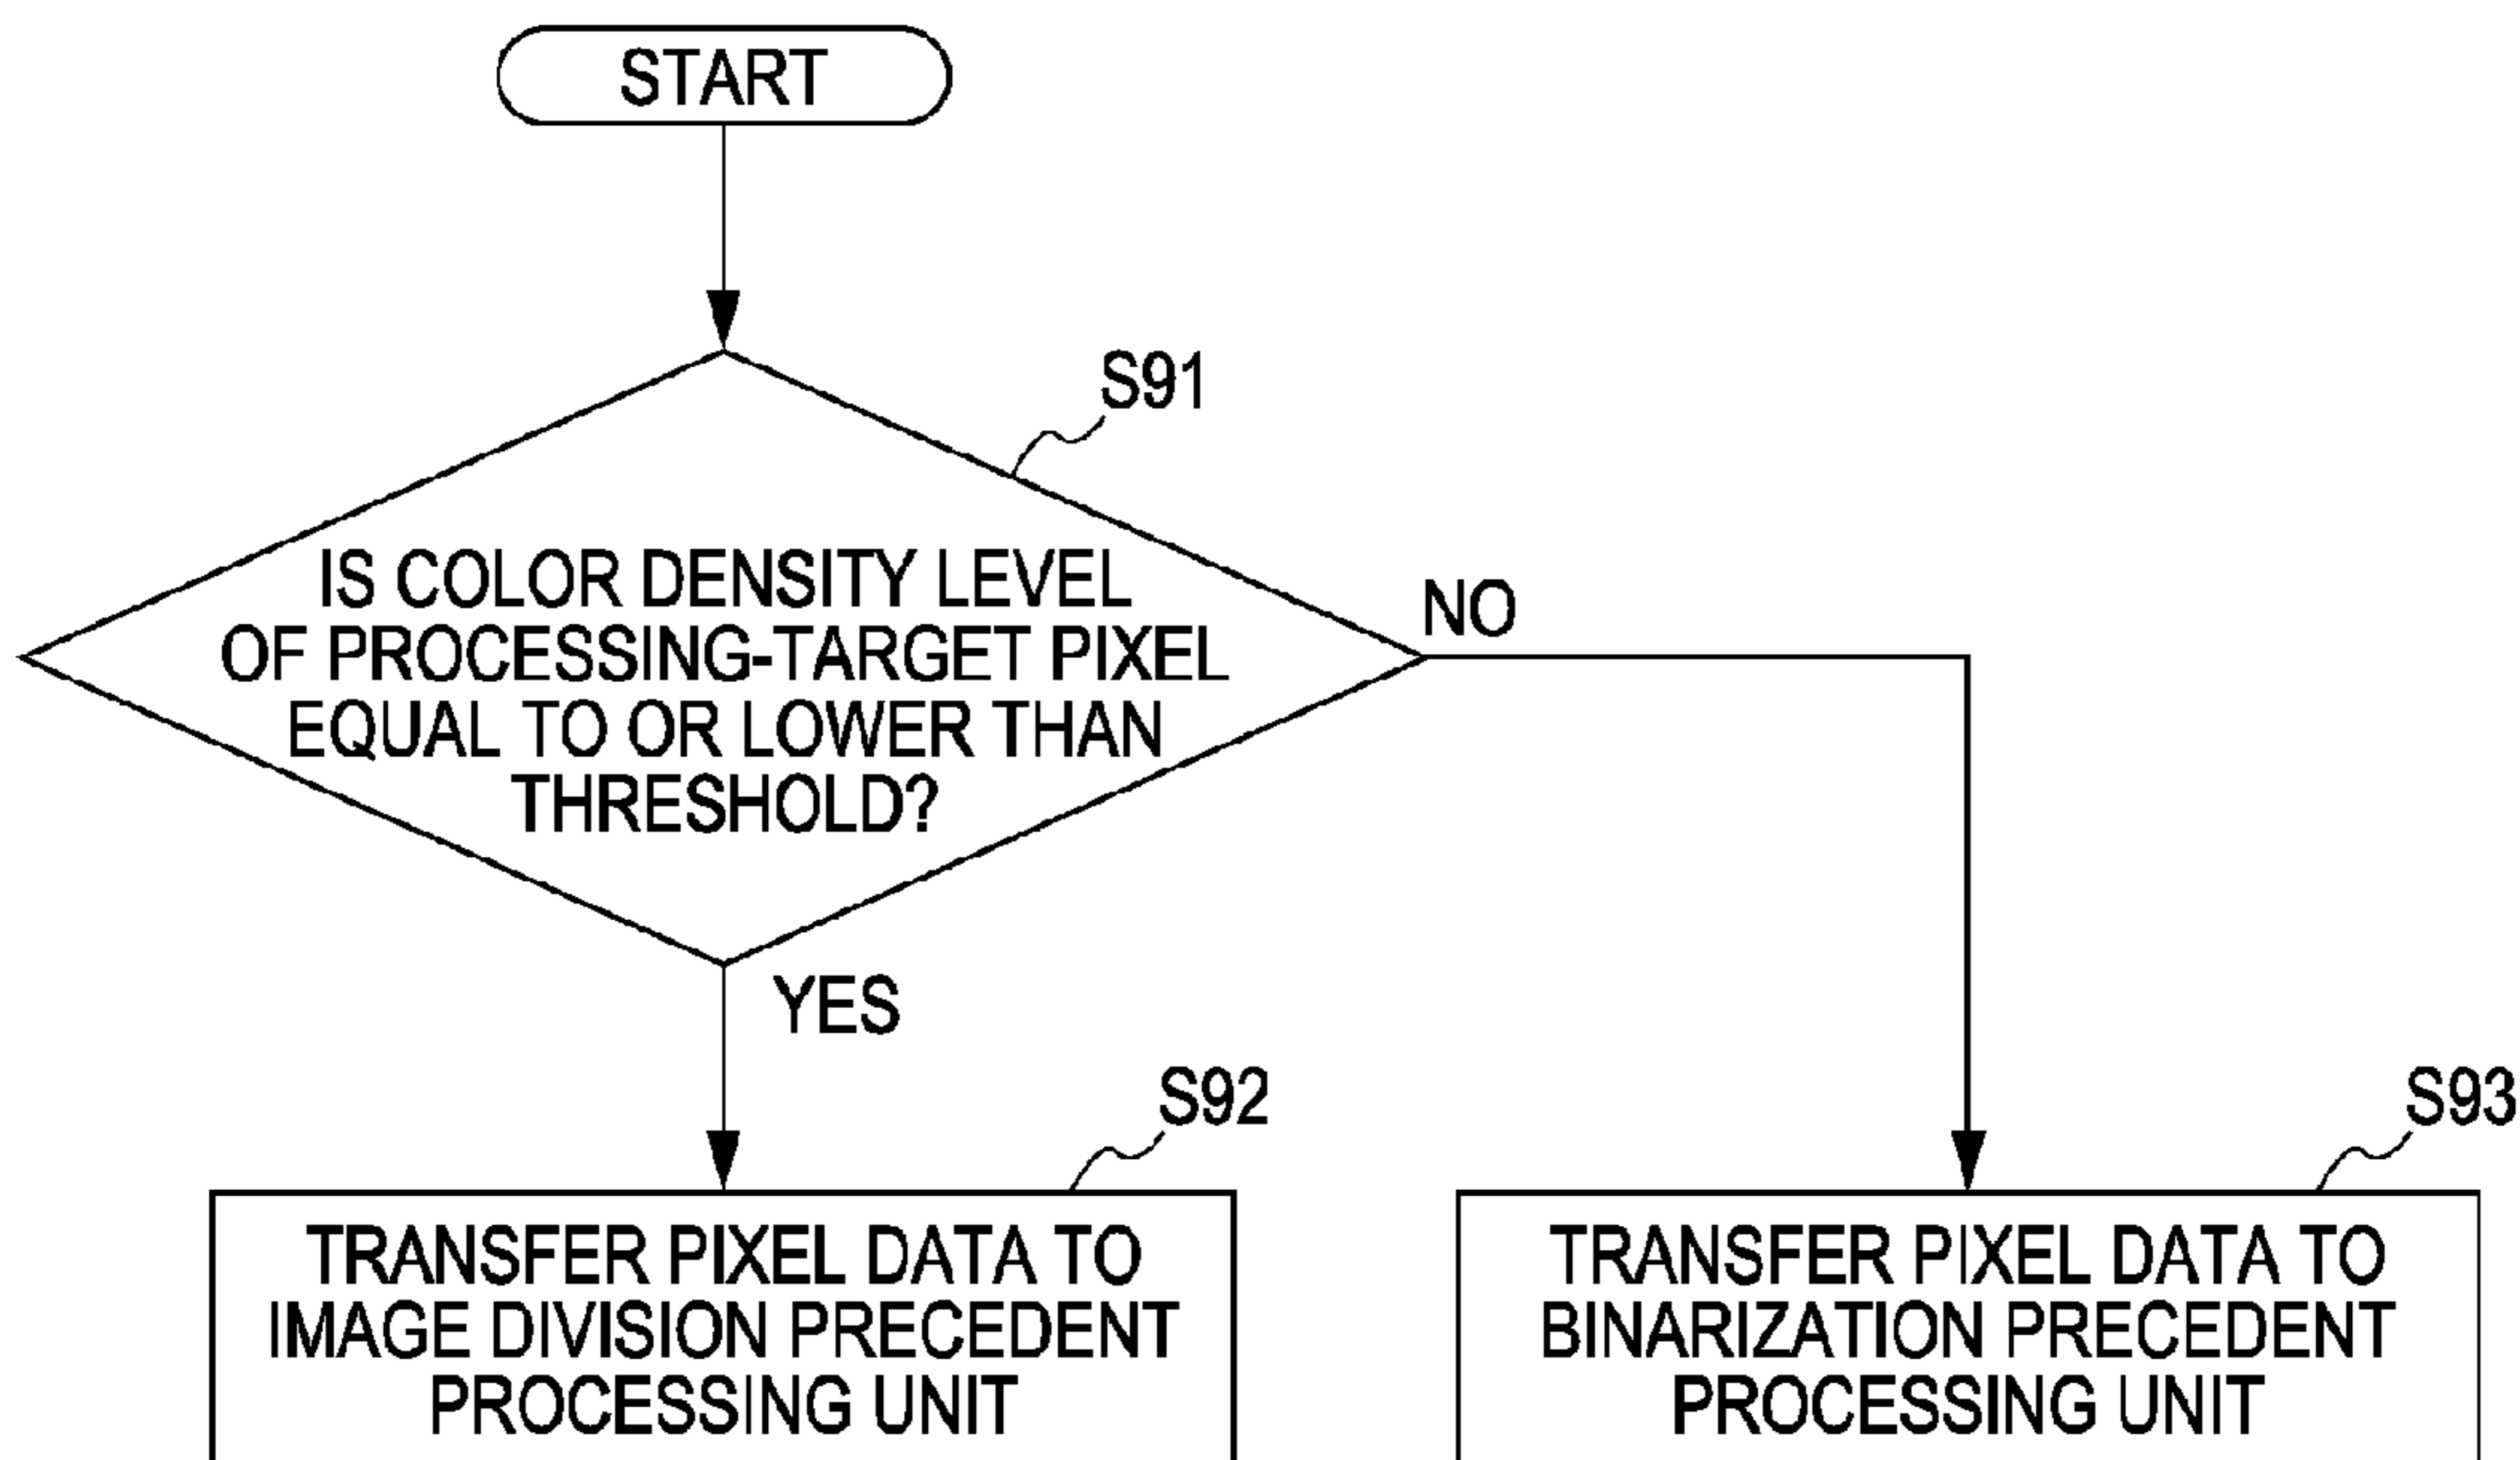 START
S91
IS COLOR DENSITY LEVEL
OF PROCESSING-TARGET PIXEL
EQUAL TO OR LOWER THAN
THRESHOLD?
NO
YES
S92
TRANSFER PIXEL DATA TO
IMAGE DIVISION PRECEDENT
PROCESSING UNIT
S93
TRANSFER PIXEL DATA TO
BINARIZATION PRECEDENT
PROCESSING UNIT